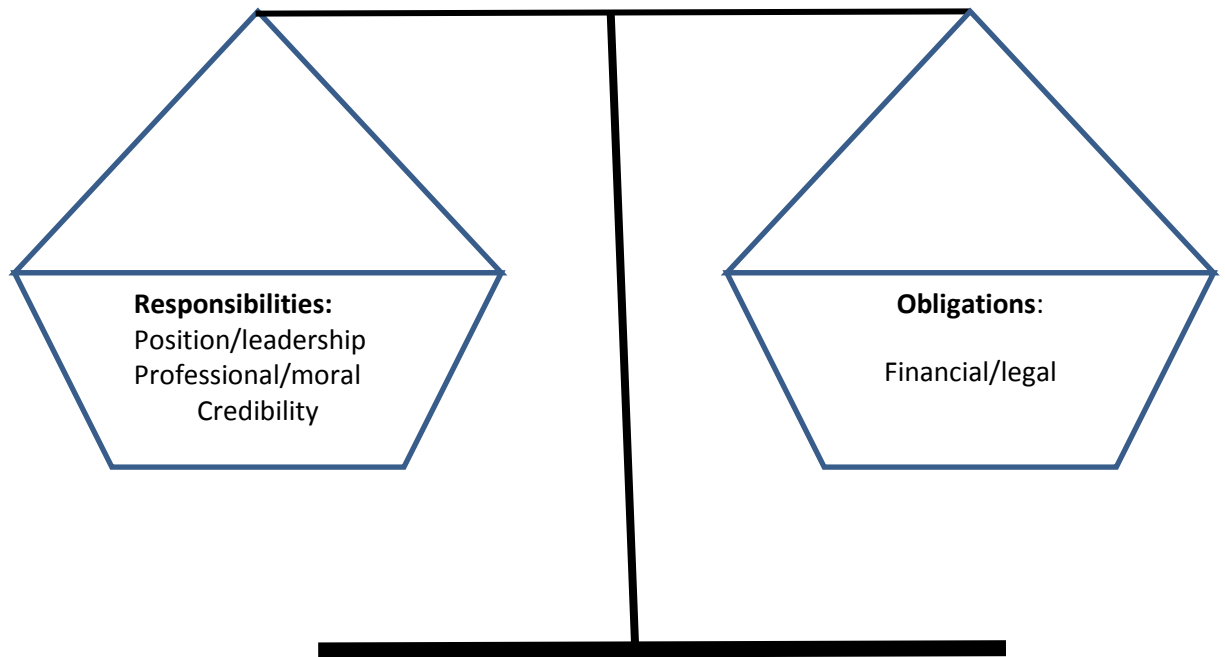 Responsibilities:
Position/leadership
Professional/moral
Credibility
Obligations:
Financial/legal